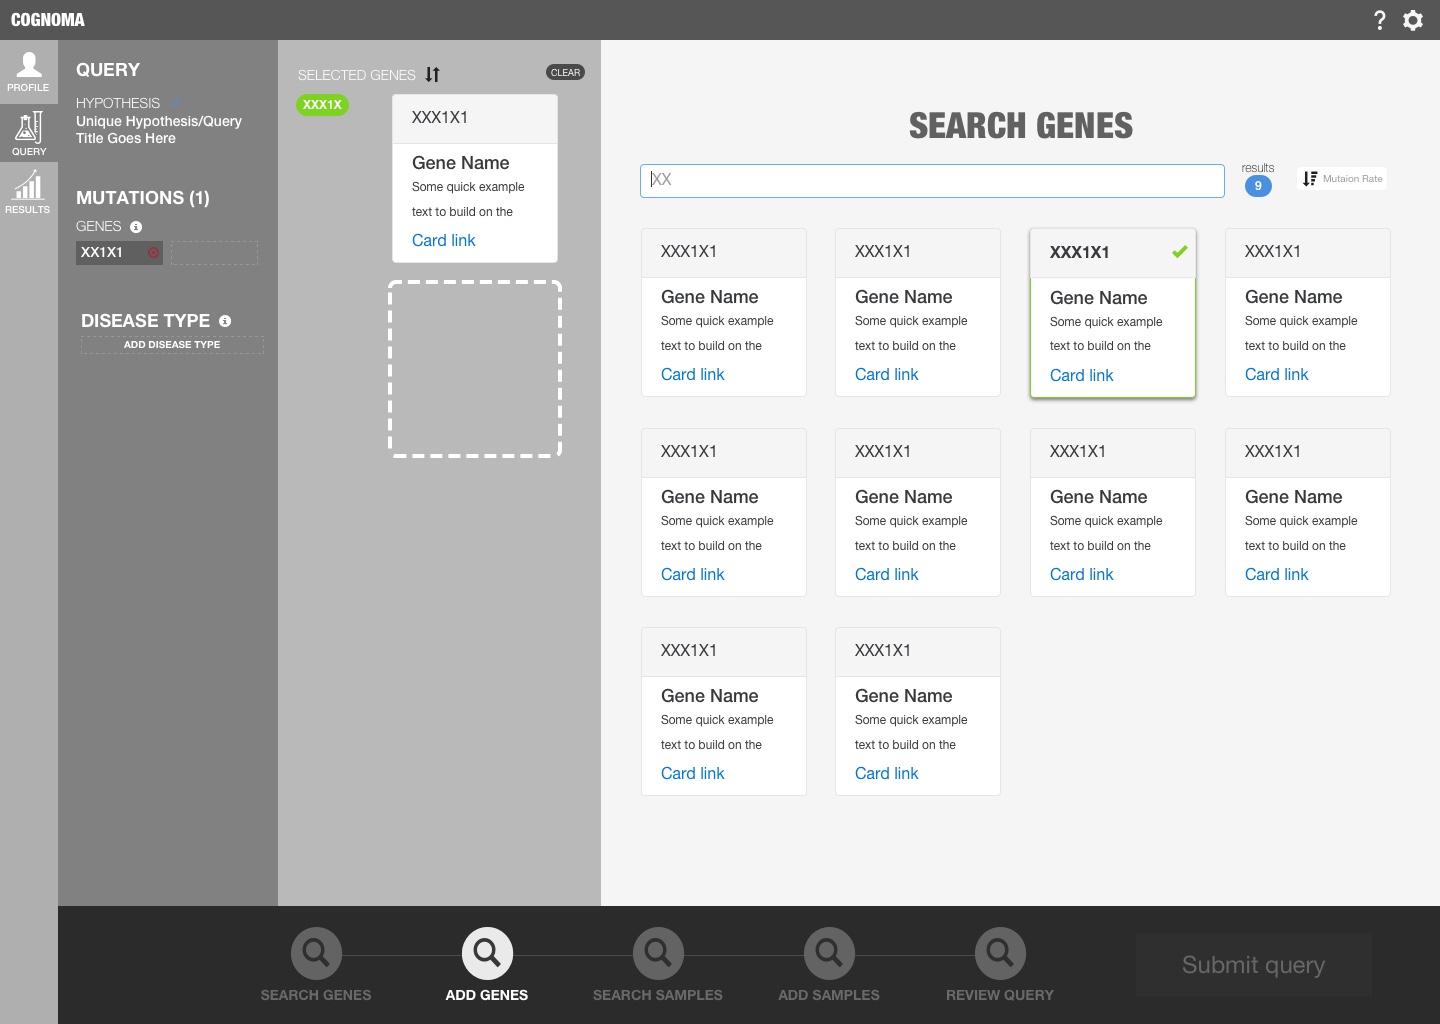 COGNOMA
?
PROFILE
QUERY
RESULTS
QUERY
HYPOTHESIS
Unique Hypothesis/Query
Title Goes Here
MUTATIONS (1)
GENES
XX1X1
DISEASE TYPE
ADD DISEASE TYPE
SELECTED GENES
CLEAR
XXX1X
XXX1X1
Gene Name
Some quick example
text to build on the
Card link
SEARCH GENES
XX
results
9
Mutaion Rate
XXX1X1
Gene Name
Some quick example
text to build on the
Card link
XXX1X1
Gene Name
Some quick example
text to build on the
Card link
XXX1X1
Gene Name
Some quick example
text to build on the
Card link
XXX1X1
Gene Name
Some quick example
text to build on the
Card link
XXX1X1
Gene Name
Some quick example
text to build on the
Card link
XXX1X1
Gene Name
Some quick example
text to build on the
Card link
XXX1X1
Gene Name
Some quick example
text to build on the
Card link
XXX1X1
Gene Name
Some quick example
text to build on the
Card link
XXX1X1
Gene Name
Some quick example
text to build on the
Card link
XXX1X1
Gene Name
Some quick example
text to build on the
Card link
SEARCH GENES
ADD GENES
SEARCH SAMPLES
ADD SAMPLES
REVIEW QUERY
Submit query